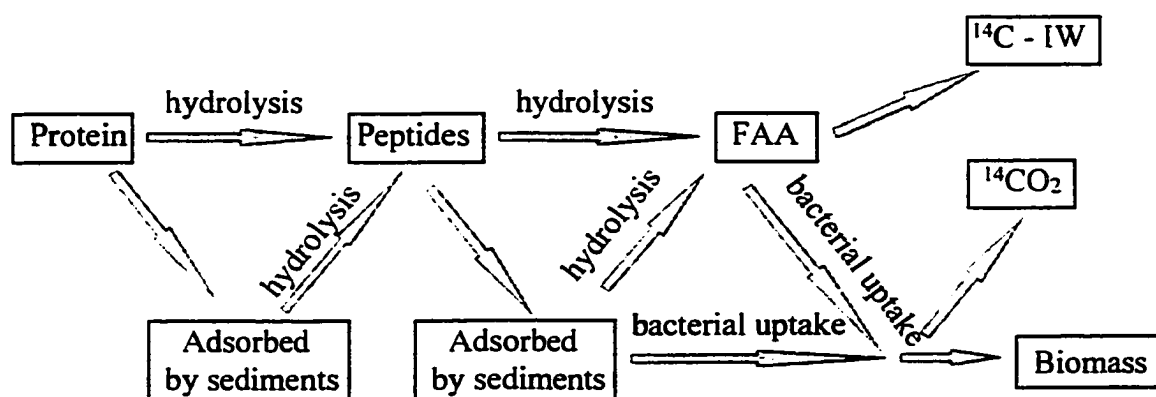 ¹⁴C - IW
hydrolysis
hydrolysis
Protein
Peptides
FAA
¹⁴CO₂
hydrolysis
hydrolysis
bacterial uptake
Adsorbed
by sediments
Adsorbed
by sediments
bacterial uptake
Biomass